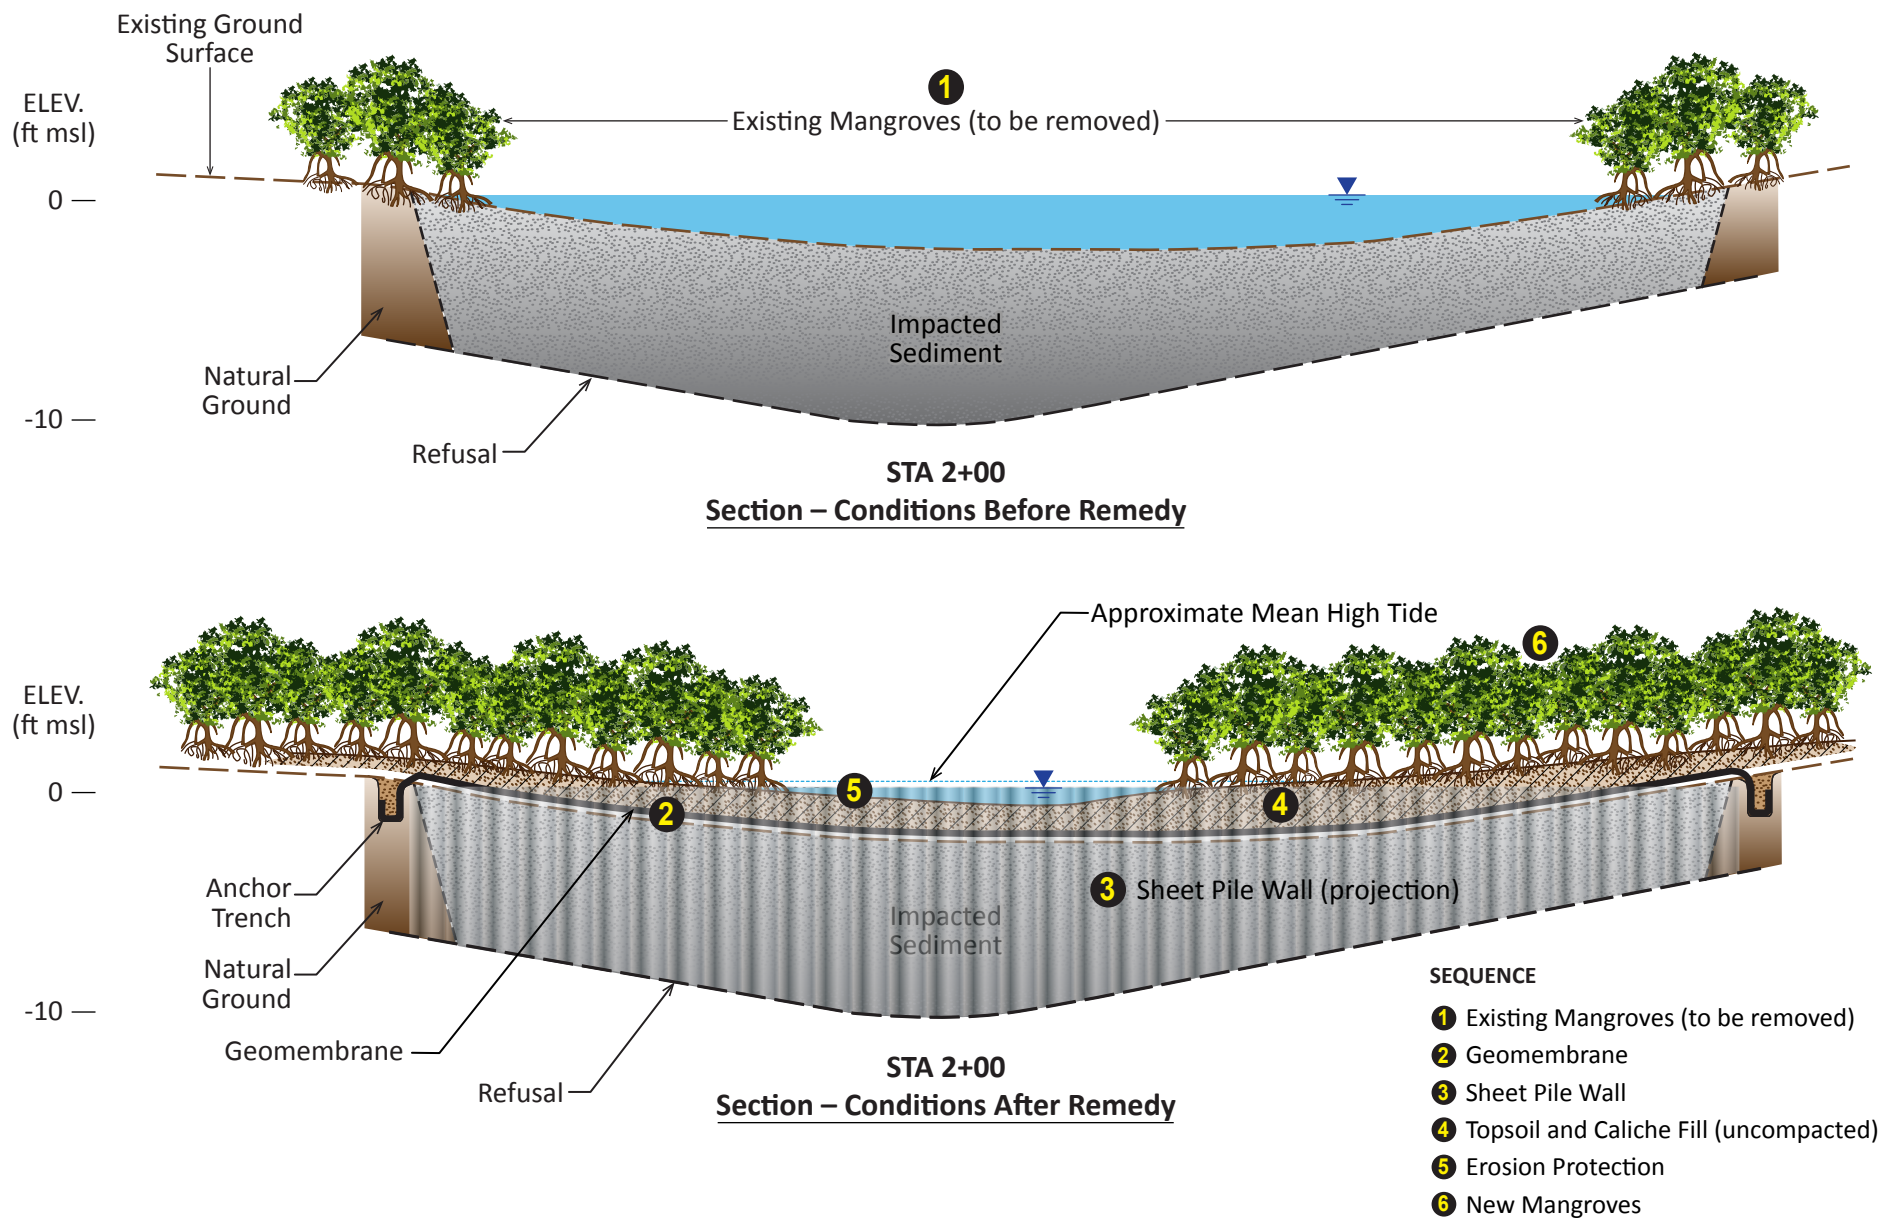 Existing Ground
Surface
ELEV.
(ft msl)
1
Existing Mangroves (to be removed)
0
Impacted
Sediment
Natural
Ground
-10
Refusal
STA 2+00
Section – Conditions Before Remedy
Approximate Mean High Tide
6
ELEV.
(ft msl)
0
5
2
4
Anchor
Trench
3 Sheet Pile Wall (projection)
Impacted
Sediment
Natural
Ground
-10
Geomembrane
Refusal
STA 2+00
Section – Conditions After Remedy
SEQUENCE
1 Existing Mangroves (to be removed)
2 Geomembrane
3 Sheet Pile Wall
4 Topsoil and Caliche Fill (uncompacted)
5 Erosion Protection
6 New Mangroves